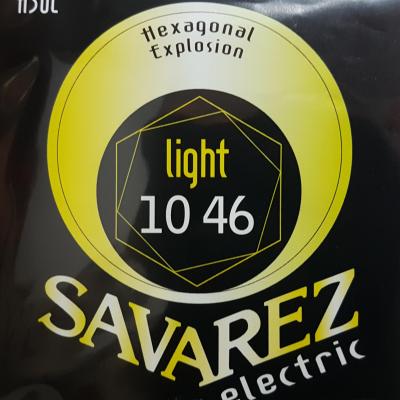 Hexagonal
Explosion
light
10 46
SAVAREZ
electric